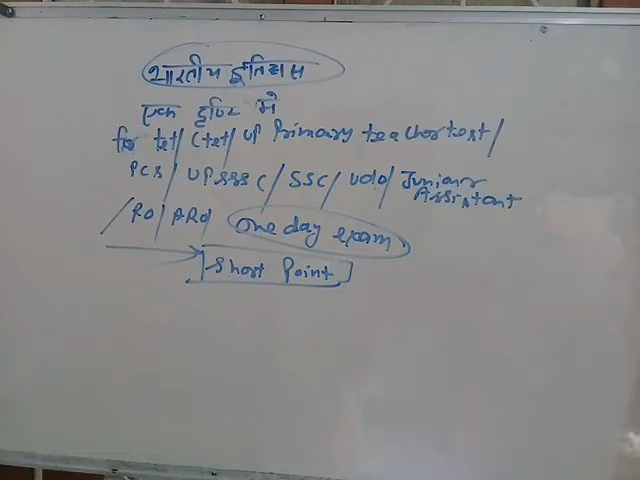 भारतीय इतिहास
एक दृष्टि में
for tet/ Ctet/ UP Primary teacher test/
PCS/ UPSSSC/ SSC/ udd/ Junior Assistant
/RO/ ARO/ one day exam
Short Point